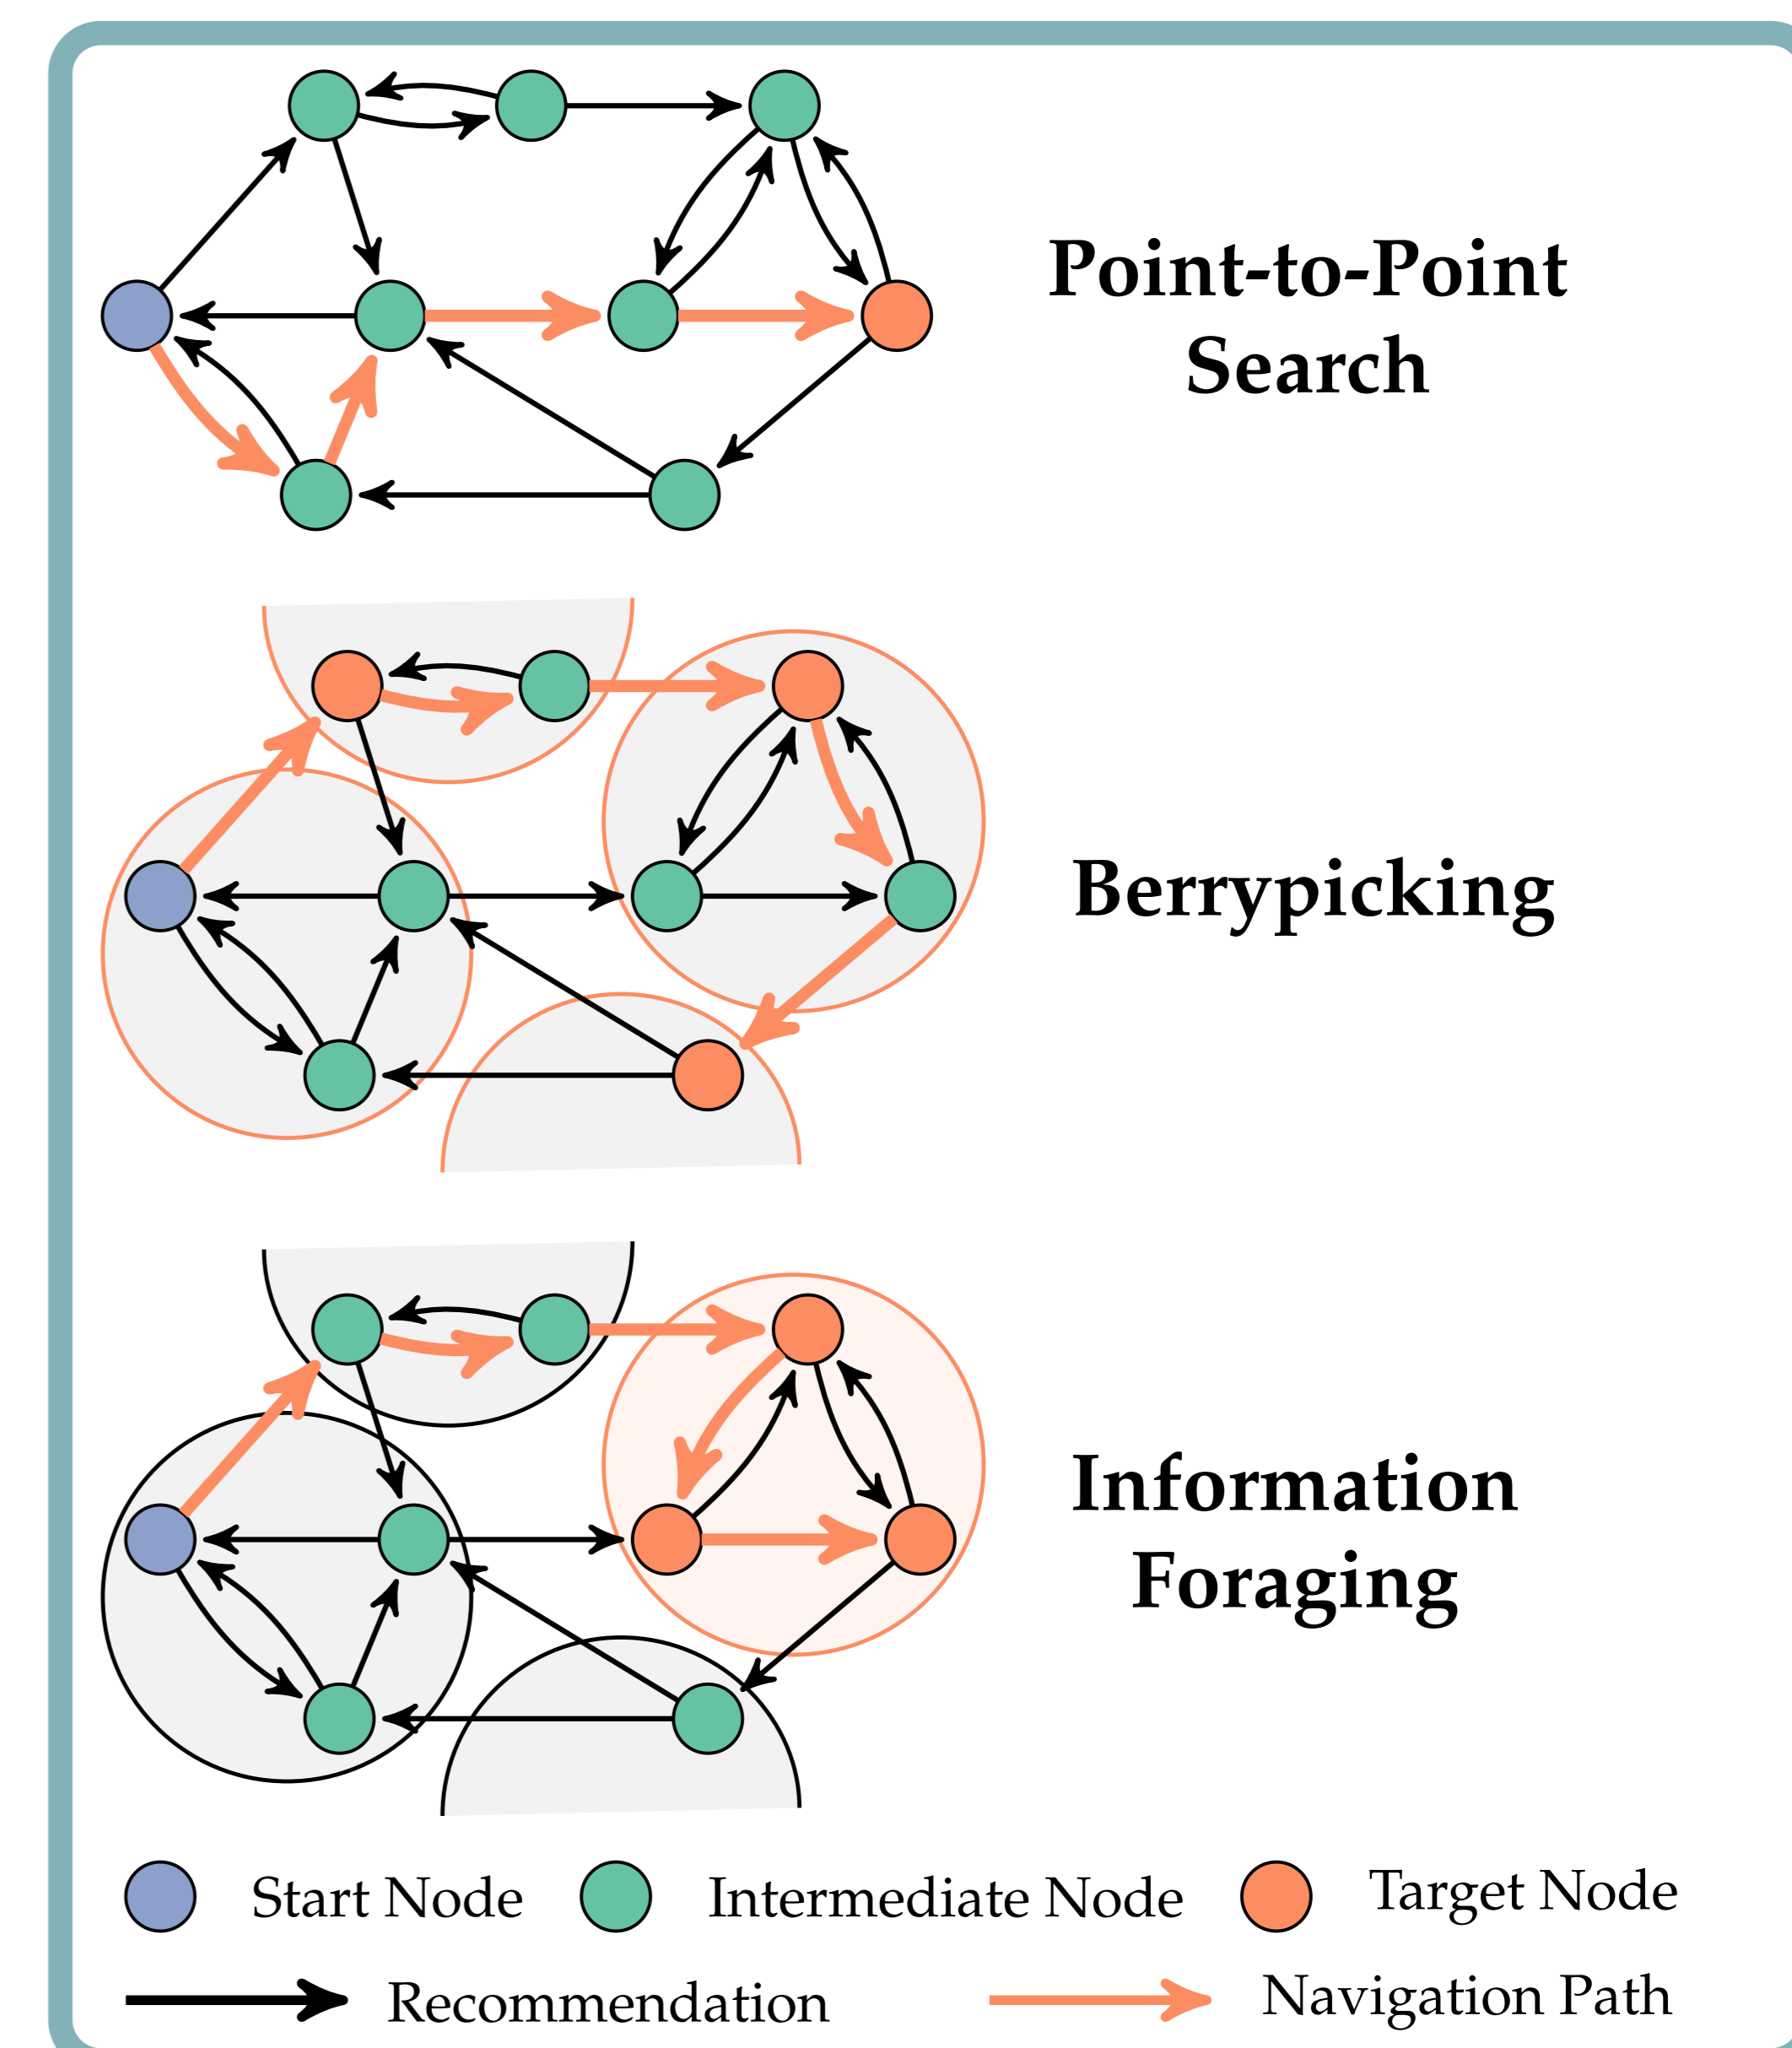 Point-to-Point
Search
Berrypicking
Information
Foraging
Start Node
Intermediate Node
Target Node
Recommendation
Navigation Path